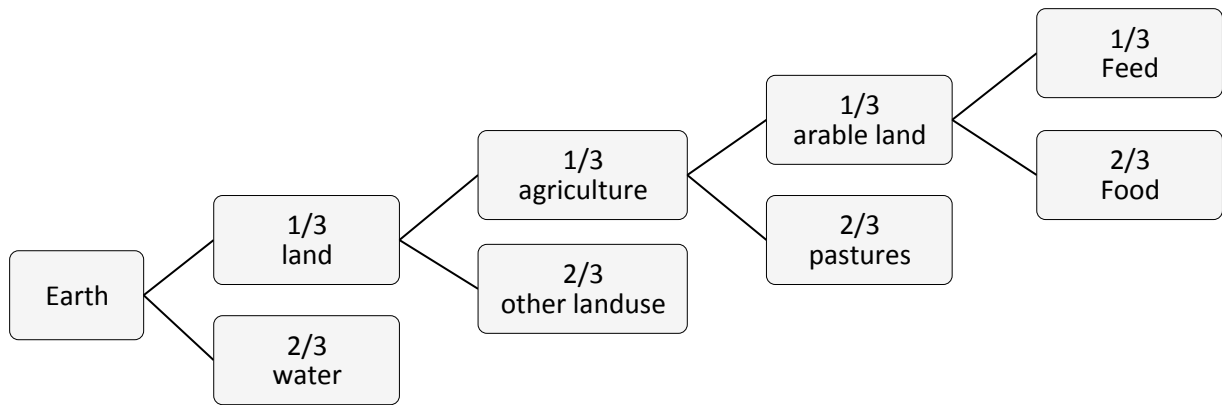 Earth
1/3
land
2/3
water
1/3
agriculture
2/3
other landuse
1/3
arable land
2/3
pastures
1/3
Feed
2/3
Food